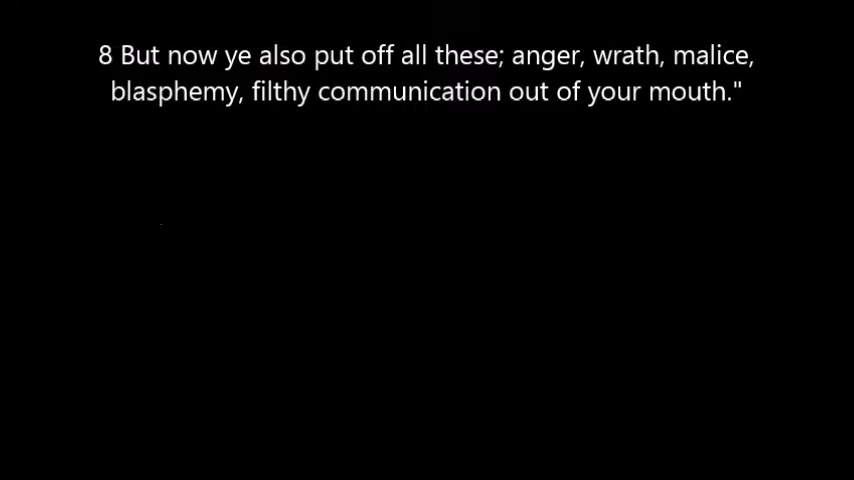 8 But now ye also put off all these; anger, wrath, malice,
blasphemy, filthy communication out of your mouth."